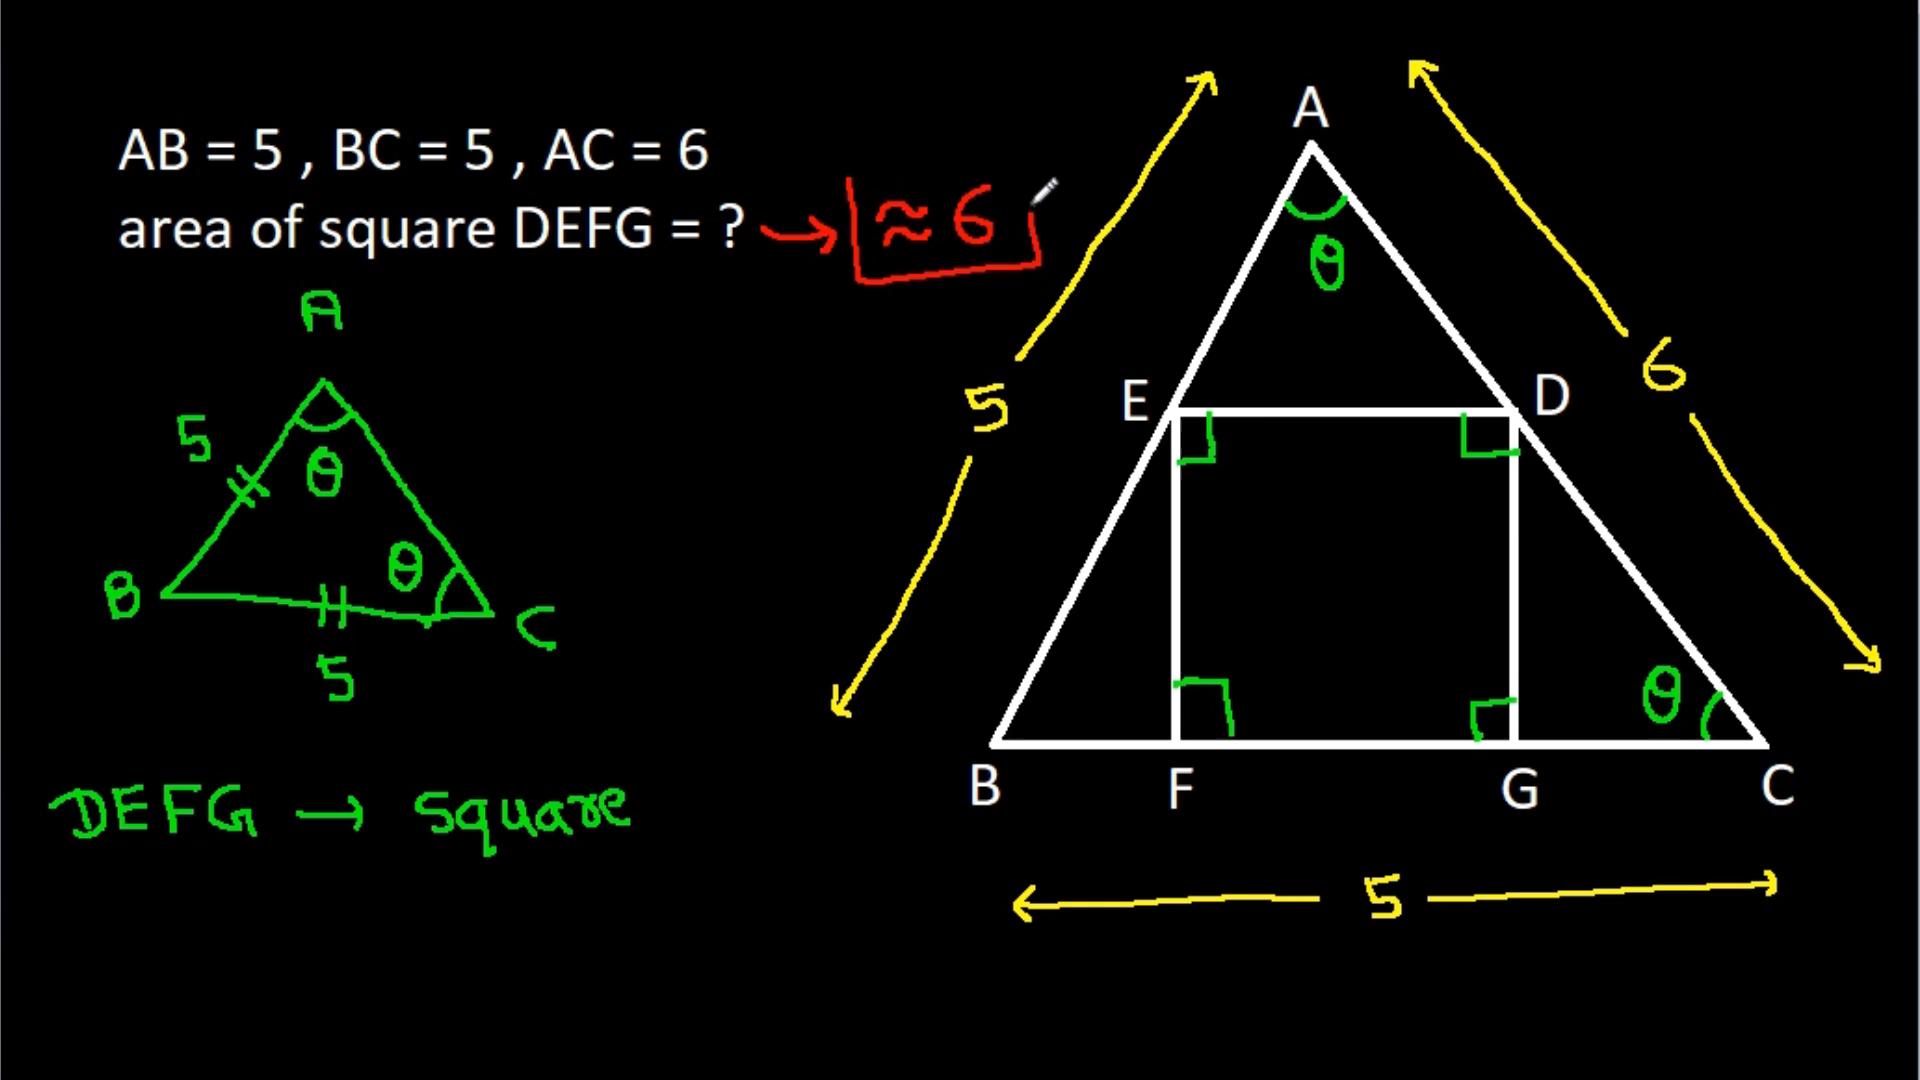 AB = 5 , BC = 5 , AC = 6
area of square DEFG = ? → ≈ 6
A
5
θ
B
θ
C
5
DEFG → Square
A
θ
6
5
E
D
θ
B
F
G
C
5